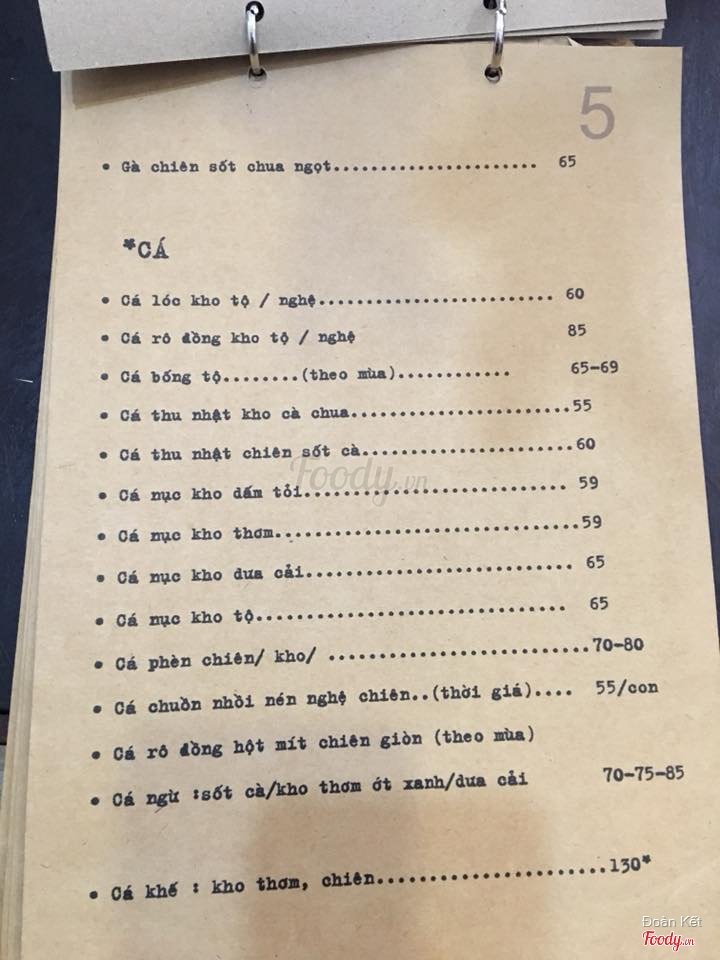 5
• Gà chiên sốt chua ngọt...................... 65
*CÁ
• Cá lóc kho tộ / nghệ......................... 60
• Cá rô đồng kho tộ / nghệ 85
• Cá bống tộ........(theo mùa)............ 65-69
• Cá thu nhật kho cà chua........................55
• Cá thu nhật chiên sốt cà.......................60
• Cá nục kho dấm tỏi............................ 59
• Cá nục kho thơm.................................59
• Cá nục kho dưa cải............................. 65
• Cá nục kho tộ................................. 65
• Cá phèn chiên/ kho/ ............................70-80
• Cá chuồn nhồi nén nghệ chiên..(thời giá).... 55/con
• Cá rô đồng hột mít chiên giòn (theo mùa)
• Cá ngừ :sốt cà/kho thơm ớt xanh/dưa cải 70-75-85
• Cá khế : kho thơm, chiên.........................130*
Foody.vn
Đoàn Kết
Foody.vn